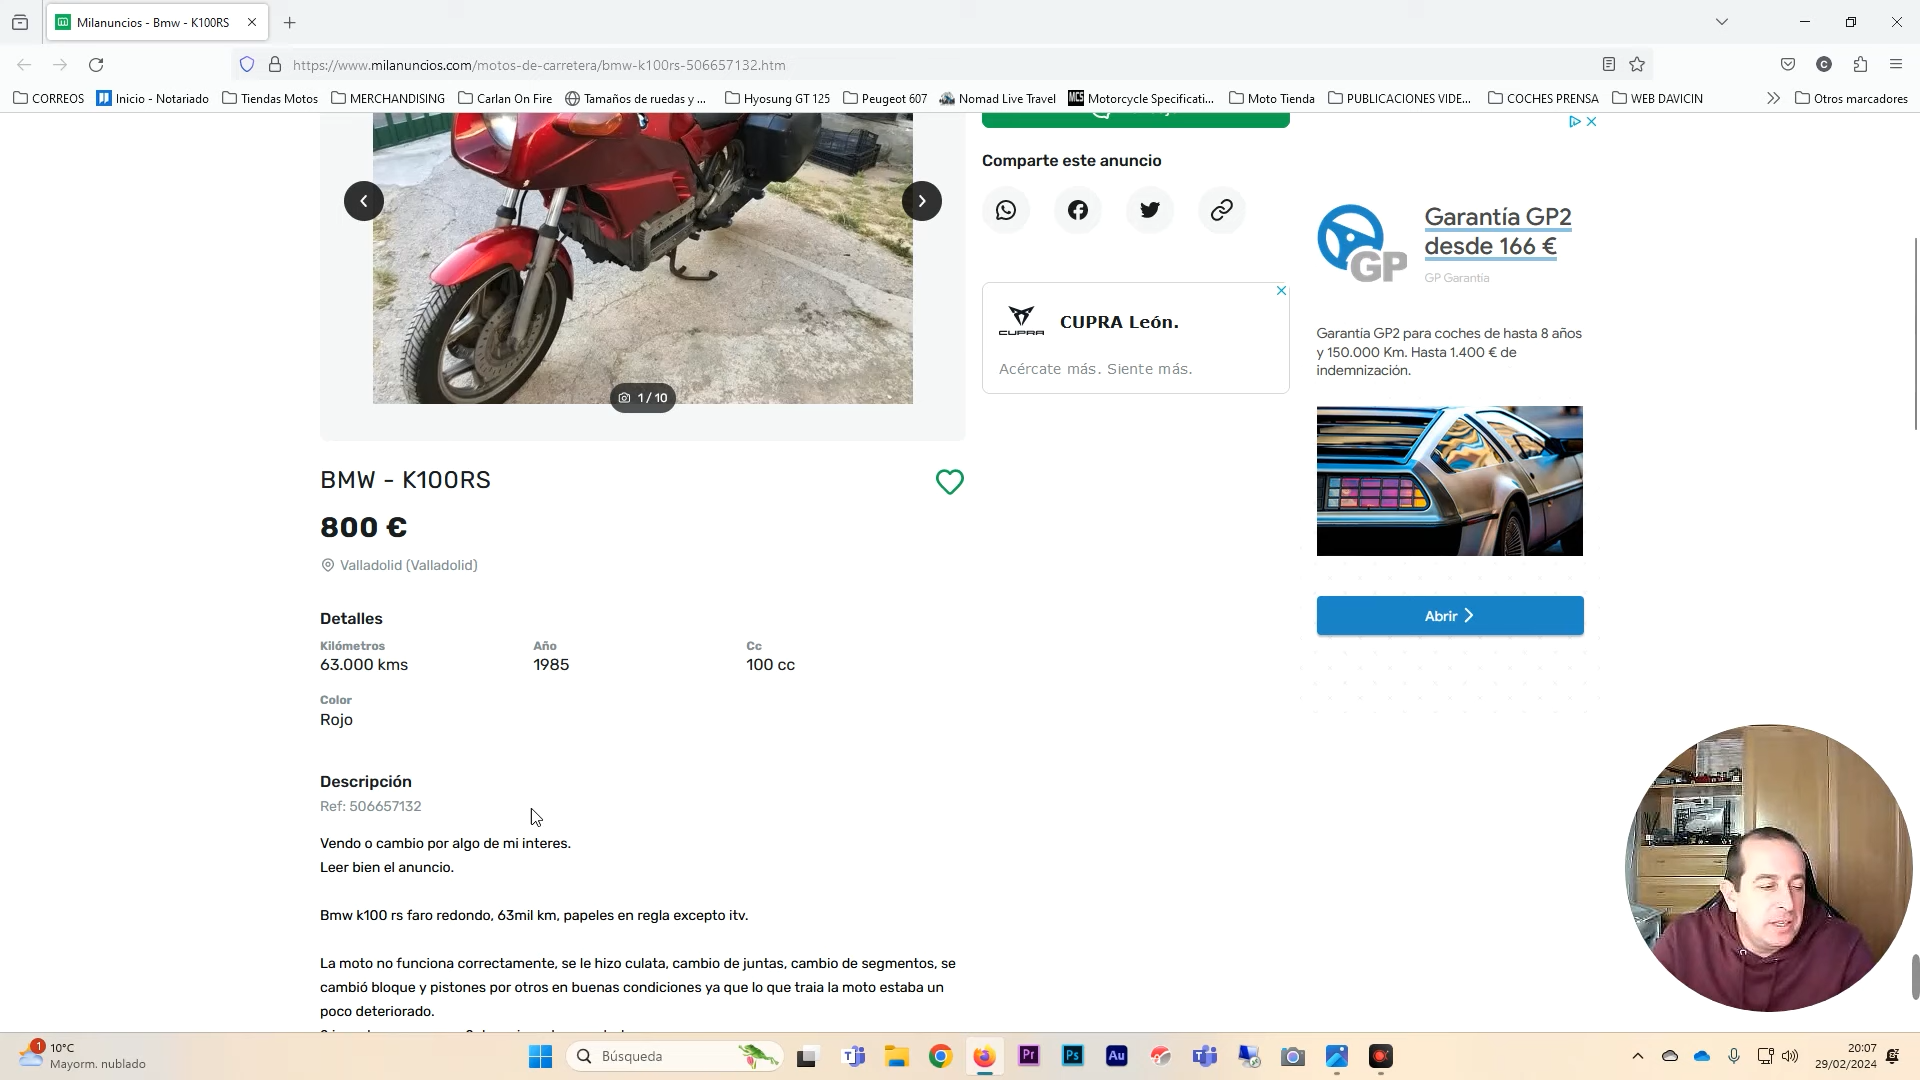 Milanuncios - Bmw - K100RS
https://www.milanuncios.com/motos-de-carretera/bmw-k100rs-506657132.htm
CORREOS
Inicio - Notariado
Tiendas Motos
MERCHANDISING
Carlan On Fire
Tamaños de ruedas y ...
Hyosung GT 125
Peugeot 607
Nomad Live Travel
Motorcycle Specificati...
Moto Tienda
PUBLICACIONES VIDE...
COCHES PRENSA
WEB DAVICIN
Otros marcadores
1 / 10
BMW - K100RS
800 €
Valladolid (Valladolid)
Detalles
Kilómetros
63.000 kms
Año
1985
Cc
100 cc
Color
Rojo
Descripción
Ref: 506657132
Vendo o cambio por algo de mi interes.
Leer bien el anuncio.
Bmw k100 rs faro redondo, 63mil km, papeles en regla excepto itv.
La moto no funciona correctamente, se le hizo culata, cambio de juntas, cambio de segmentos, se
cambió bloque y pistones por otros en buenas condiciones ya que lo que traia la moto estaba un
poco deteriorado.
Comparte este anuncio
CUPRA
CUPRA León.
Acércate más. Siente más.
GP
Garantía GP2
desde 166 €
GP Garantía
Garantía GP2 para coches de hasta 8 años
y 150.000 Km. Hasta 1.400 € de
indemnización.
Abrir
1
10°C
Mayorm. nublado
Búsqueda
Pr
Ps
Au
20:07
29/02/2024